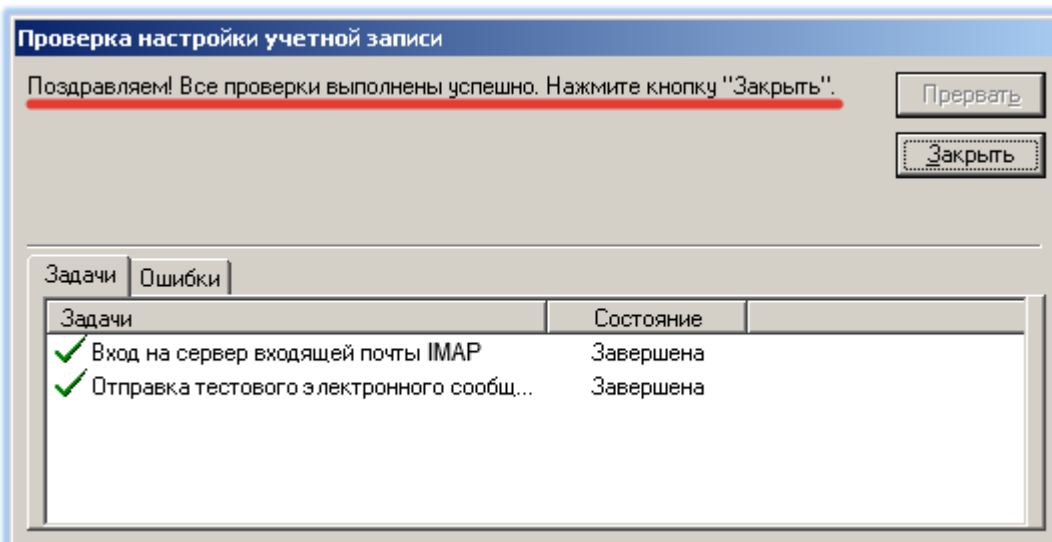 Проверка настройки учетной записи
Поздравляем! Все проверки выполнены успешно. Нажмите кнопку "Закрыть".
Прервать
Закрыть
Задачи Ошибки
Задачи Состояние
Вход на сервер входящей почты IMAP Завершена
Отправка тестового электронного сообщ... Завершена